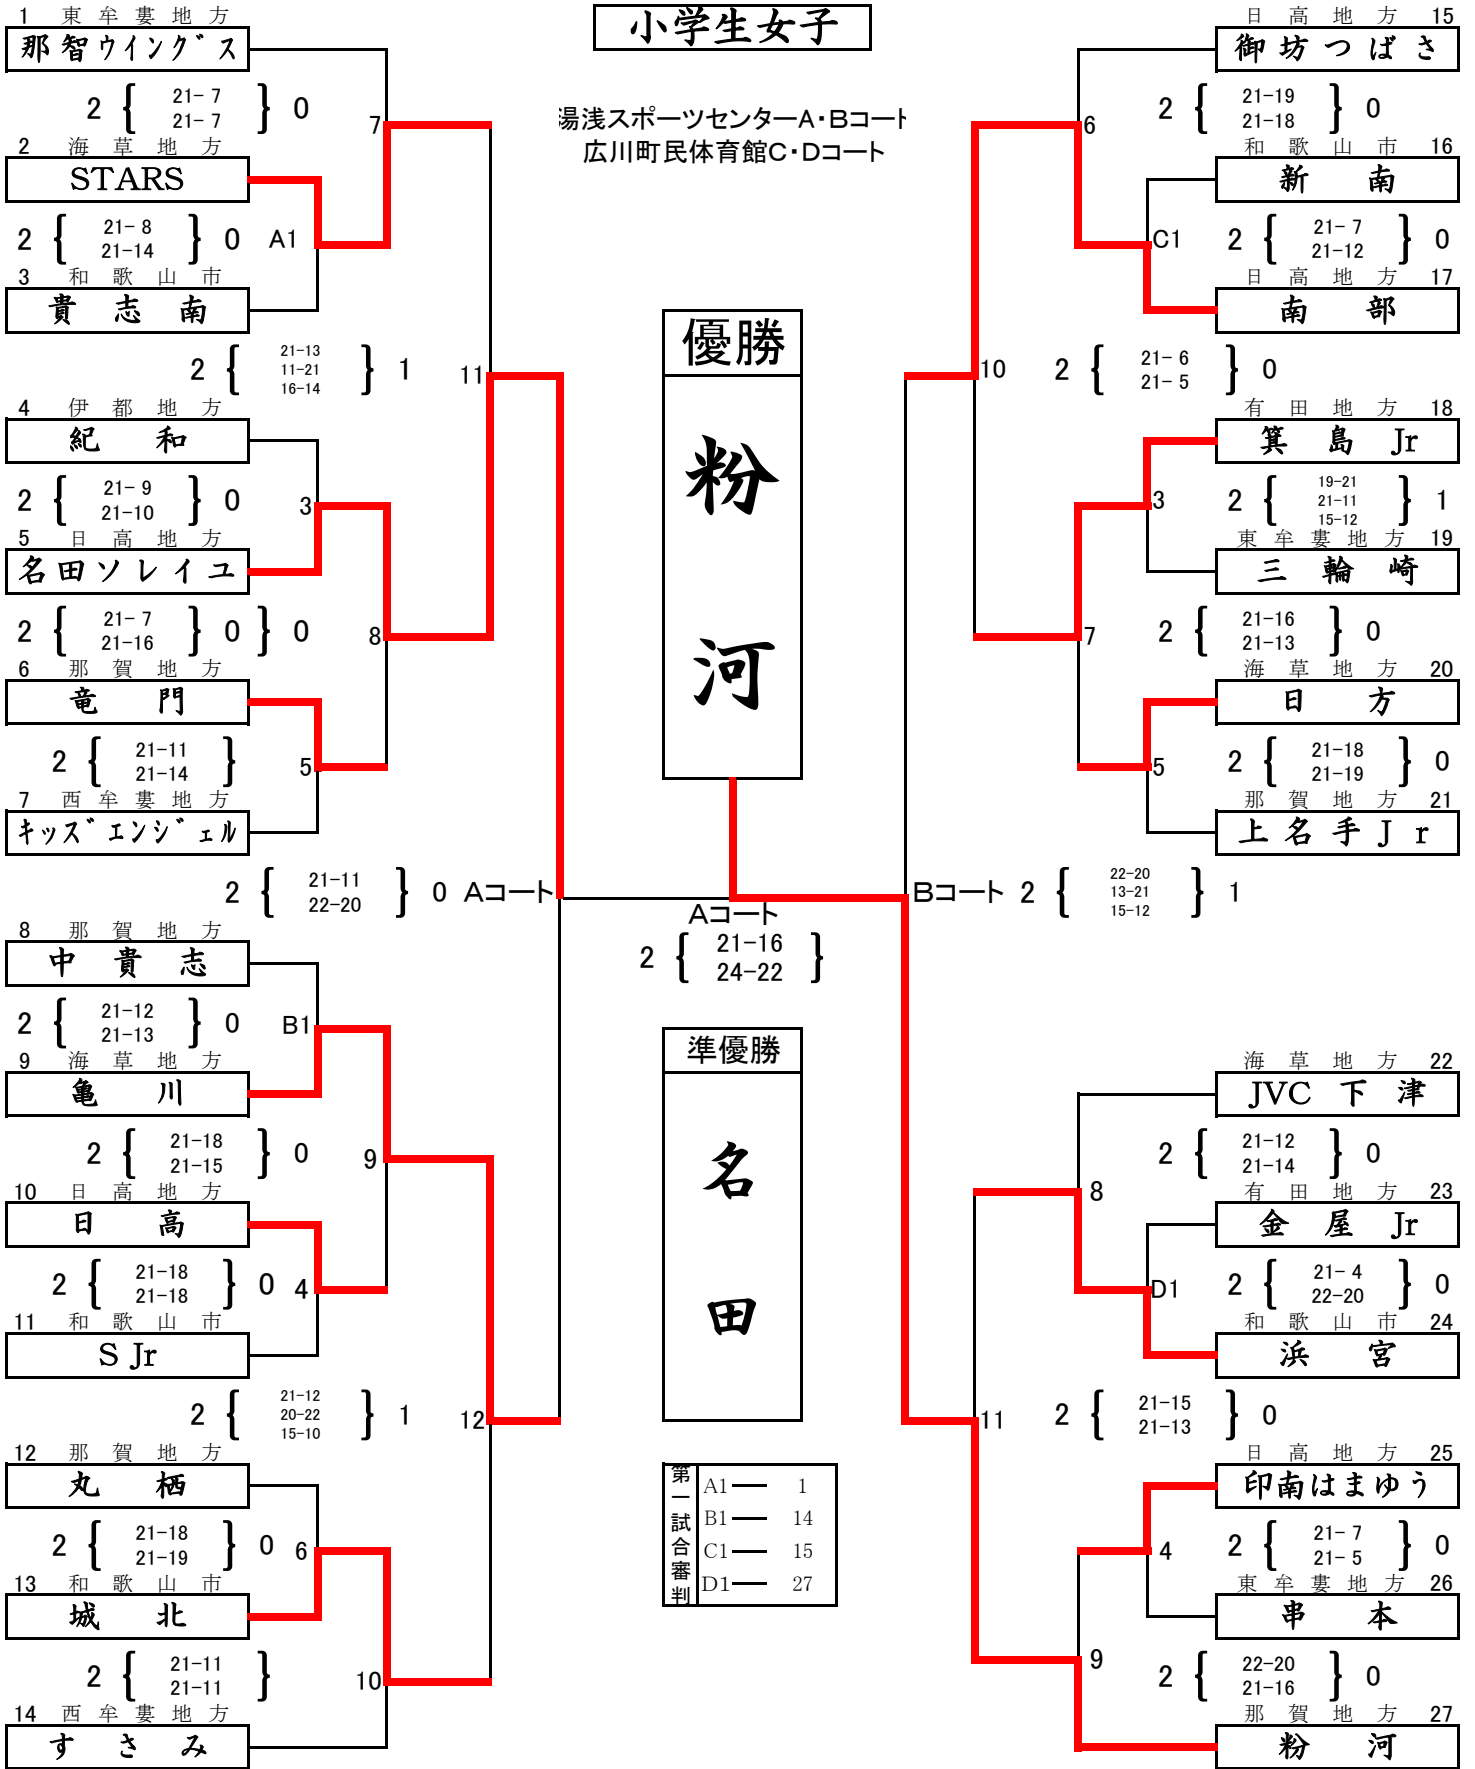 小学生女子
湯浅スポーツセンターA・Bコート
広川町民体育館C・Dコート
1 東牟婁地方
那智ウイングス
2 { 21- 7 } 0
21- 7
7
2 海草地方
STARS
2 { 21- 8 } 0 A1
21-14
3 和歌山市
貴志南
2 { 21-13 } 1
11-21
16-14
11
4 伊都地方
紀和
2 { 21- 9 } 0
21-10
3
5 日高地方
名田ソレイユ
2 { 21- 7 } 0 } 0
21-16
8
6 那賀地方
竜門
2 { 21-11 }
21-14
5
7 西牟婁地方
キッズエンジェル
2 { 21-11 } 0 Aコート
22-20
8 那賀地方
中貴志
2 { 21-12 } 0 B1
21-13
9 海草地方
亀川
2 { 21-18 } 0
21-15
9
10 日高地方
日高
2 { 21-18 } 0 4
21-18
11 和歌山市
S Jr
2 { 21-12 } 1
20-22
15-10
12
12 那賀地方
丸栖
2 { 21-18 } 0 6
21-19
13 和歌山市
城北
2 { 21-11 }
21-11
10
14 西牟婁地方
すさみ
優勝
粉河
Aコート
2 { 21-16 }
24-22
準優勝
名田
第一試合審判
A1 — 1
B1 — 14
C1 — 15
D1 — 27
日高地方 15
御坊つばさ
6
2 { 21-19 } 0
21-18
和歌山市 16
新南
C1 2 { 21- 7 } 0
21-12
日高地方 17
南部
10 2 { 21- 6 } 0
21- 5
有田地方 18
箕島 Jr
3 2 { 19-21 } 1
21-11
15-12
東牟婁地方 19
三輪崎
7 2 { 21-16 } 0
21-13
海草地方 20
日方
5 2 { 21-18 } 0
21-19
那賀地方 21
上名手Jr
Bコート 2 { 22-20 } 1
13-21
15-12
海草地方 22
JVC 下津
2 { 21-12 } 0
21-14
8
有田地方 23
金屋 Jr
D1 2 { 21- 4 } 0
22-20
和歌山市 24
浜宮
11 2 { 21-15 } 0
21-13
日高地方 25
印南はまゆう
4 2 { 21- 7 } 0
21- 5
東牟婁地方 26
串本
9 2 { 22-20 } 0
21-16
那賀地方 27
粉河